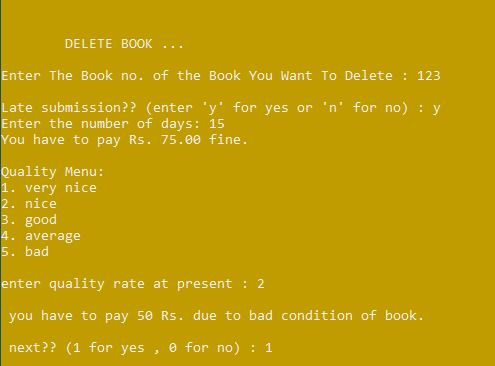 DELETE BOOK ...
Enter The Book no. of the Book You Want To Delete : 123
Late submission?? (enter 'y' for yes or 'n' for no) : y
Enter the number of days: 15
You have to pay Rs. 75.00 fine.
Quality Menu:
1. very nice
2. nice
3. good
4. average
5. bad
enter quality rate at present : 2
you have to pay 50 Rs. due to bad condition of book.
next?? (1 for yes , 0 for no) : 1